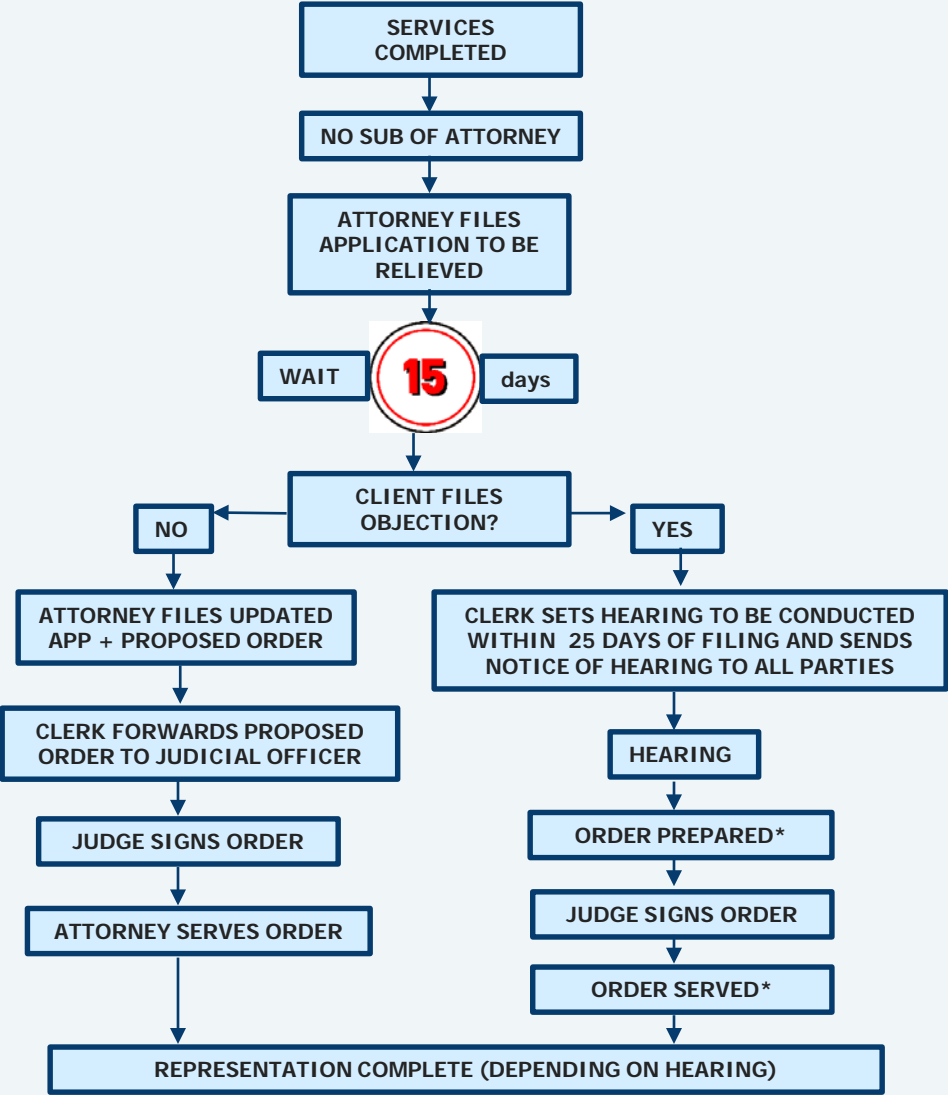 SERVICES
COMPLETED
NO SUB OF ATTORNEY
ATTORNEY FILES
APPLICATION TO BE
RELIEVED
WAIT
15
days
CLIENT FILES
OBJECTION?
NO
YES
ATTORNEY FILES UPDATED
APP + PROPOSED ORDER
CLERK SETS HEARING TO BE CONDUCTED
WITHIN 25 DAYS OF FILING AND SENDS
NOTICE OF HEARING TO ALL PARTIES
CLERK FORWARDS PROPOSED
ORDER TO JUDICIAL OFFICER
HEARING
JUDGE SIGNS ORDER
ORDER PREPARED*
ATTORNEY SERVES ORDER
JUDGE SIGNS ORDER
ORDER SERVED*
REPRESENTATION COMPLETE (DEPENDING ON HEARING)